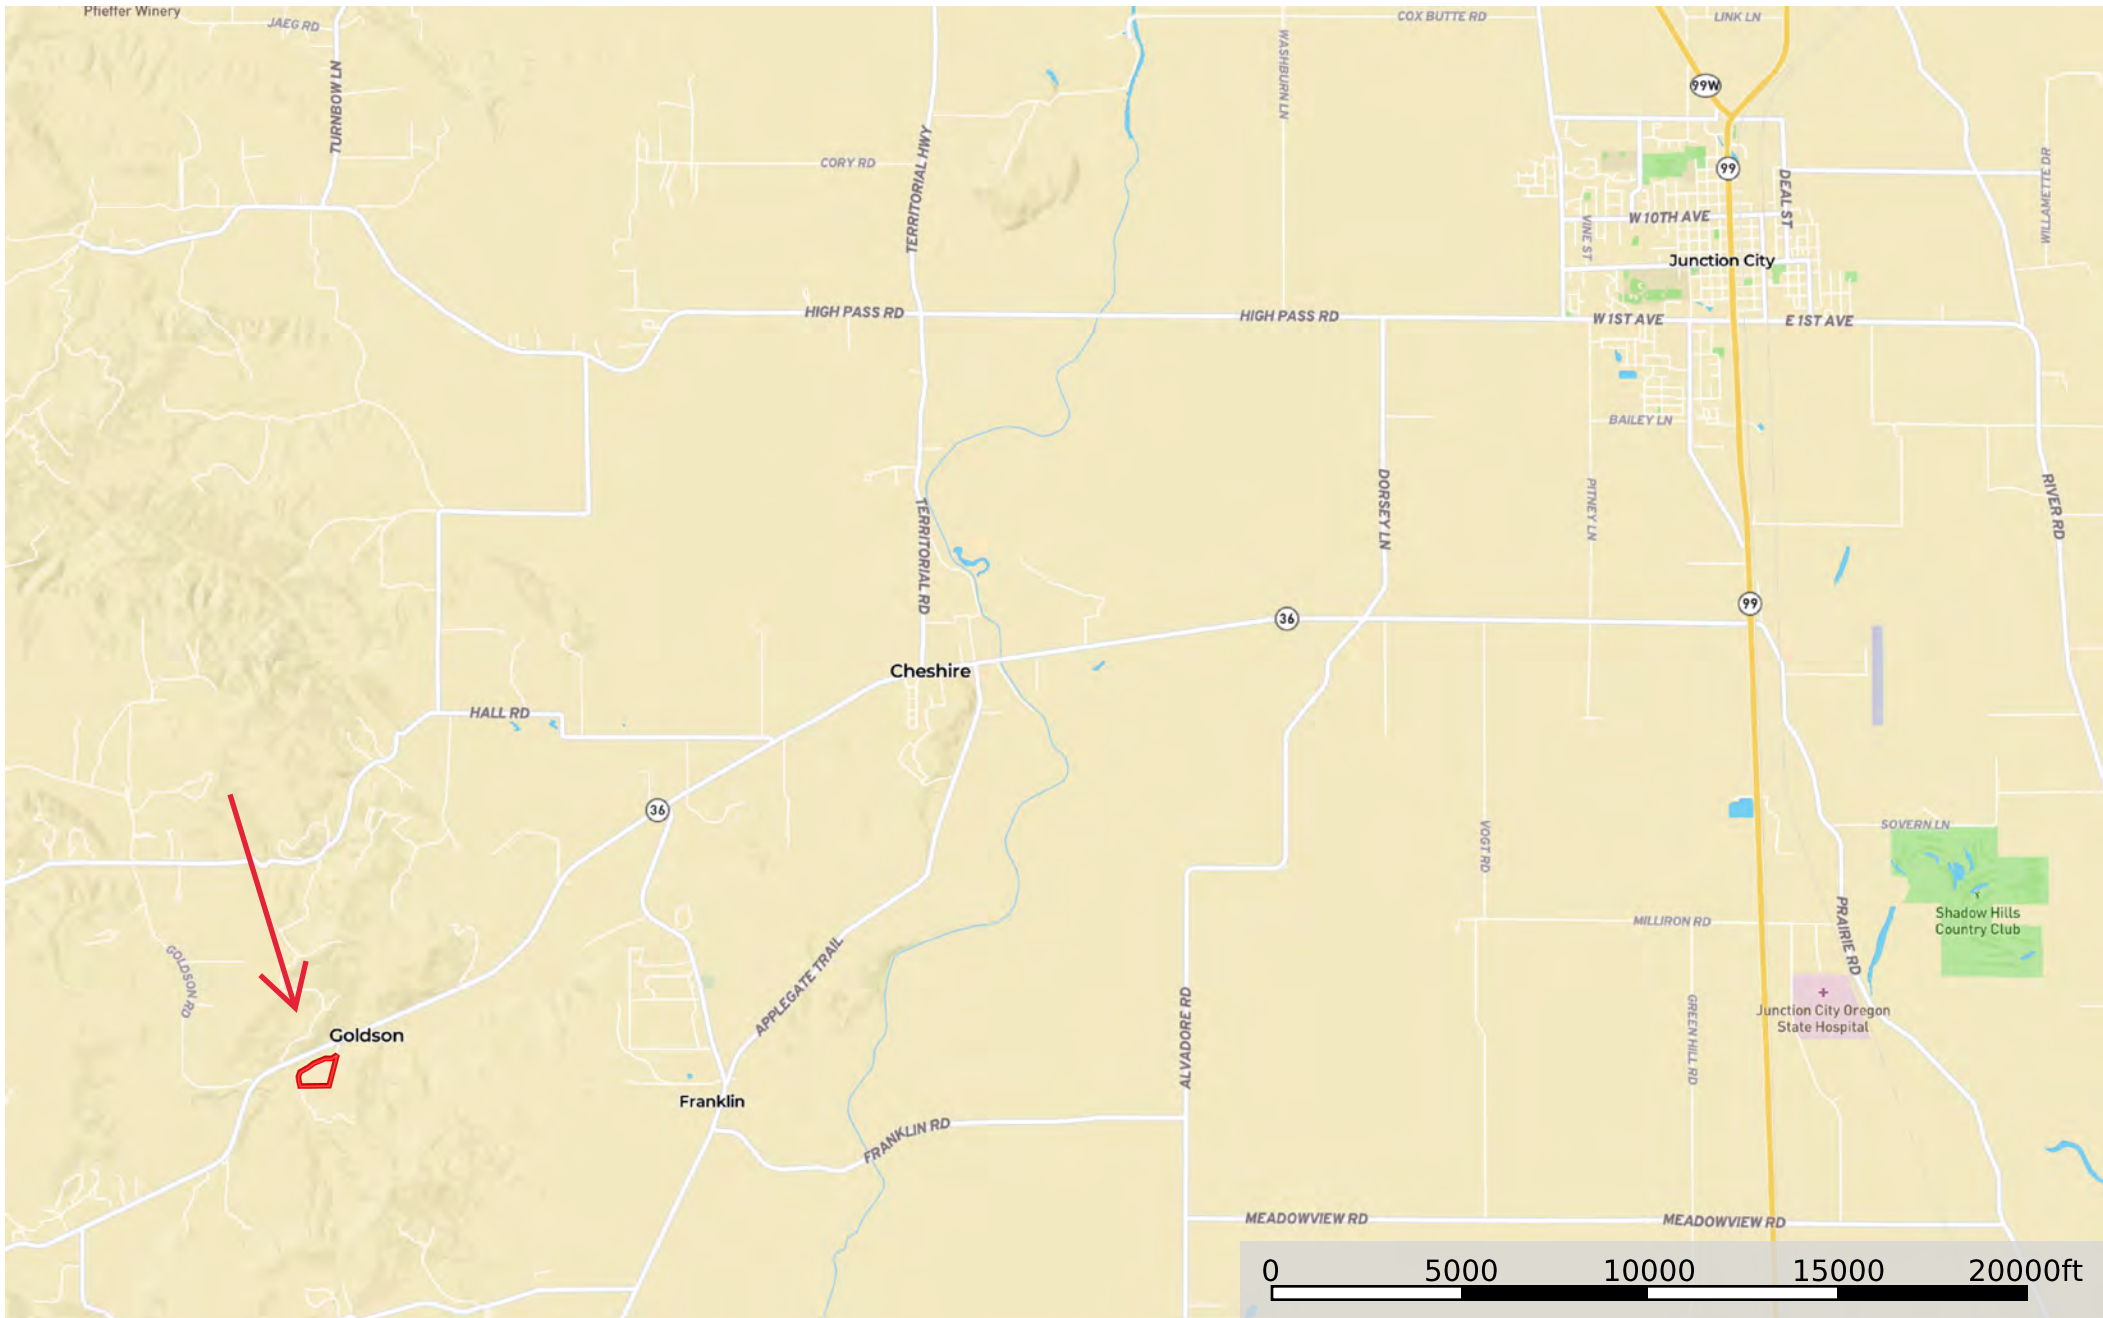 Pfieffer Winery
JAEG RD
COX BUTTE RD
LINK LN
TURNBOW LN
WASHBURN LN
99W
CORY RD
TERRITORIAL HWY
99
DEAL ST
WILLAMETTE DR
W 10TH AVE
VINE ST
Junction City
HIGH PASS RD
HIGH PASS RD
W 1ST AVE
E 1ST AVE
BAILEY LN
TERRITORIAL RD
DORSEY LN
PITNEY LN
RIVER RD
36
99
Cheshire
HALL RD
36
VOGT RD
SOVERN LN
Shadow Hills
Country Club
MILLIRON RD
PRAIRIE RD
GOLDSON RD
APPLEGATE TRAIL
ALVADORE RD
GREEN HILL RD
Junction City Oregon
State Hospital
Goldson
Franklin
FRANKLIN RD
MEADOWVIEW RD
MEADOWVIEW RD
0 5000 10000 15000 20000ft